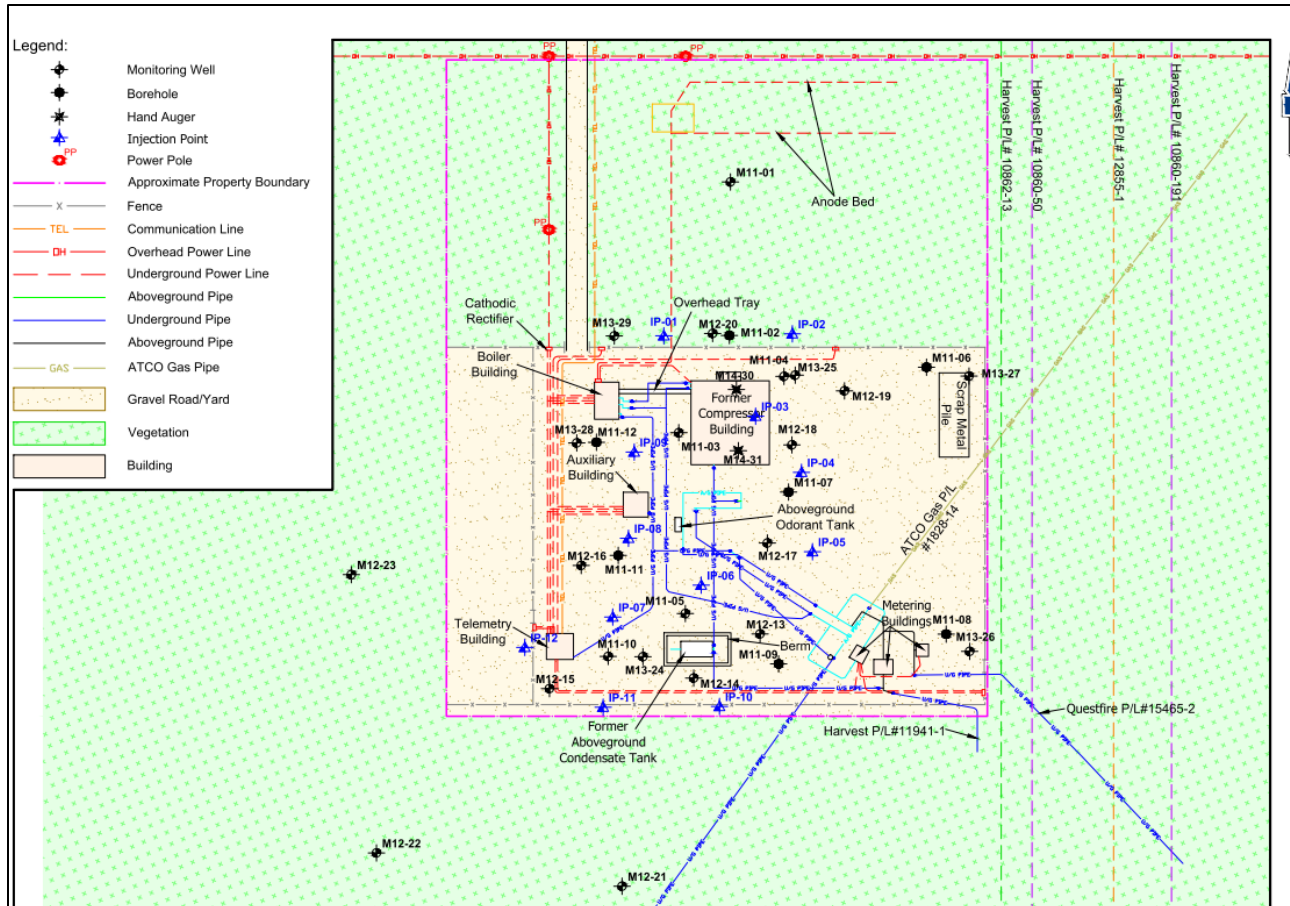 Legend:
Monitoring Well
Borehole
Hand Auger
Injection Point
PP
Power Pole
Approximate Property Boundary
X
Fence
TEL
Communication Line
OH
Overhead Power Line
Underground Power Line
Aboveground Pipe
Underground Pipe
Aboveground Pipe
GAS
ATCO Gas Pipe
Gravel Road/Yard
Vegetation
Building
PP
PP
PP
M11-01
Anode Bed
Harvest P/L# 10862-13
Harvest P/L# 10860-50
Harvest P/L# 12855-1
Harvest P/L# 10860-191
Cathodic
Rectifier
Overhead Tray
M13-29
IP-01
M12-20
M11-02
IP-02
Boiler
Building
M11-04
M13-25
M11-06
M13-27
M14-30
M12-19
Scrap Metal
Pile
Former
Compressor
Building
IP-03
M13-28
M11-12
IP-09
M11-03
M12-18
M14-31
Auxiliary
Building
IP-04
M11-07
Aboveground
Odorant Tank
ATCO Gas P/L
#1828-14
IP-08
M12-16
M11-11
M12-17
IP-05
M12-23
IP-06
IP-07
M11-05
Metering
Buildings
Telemetry
Building
IP-12
M11-10
M13-24
M12-13
Berm
M11-09
M11-08
M13-26
M12-15
M12-14
IP-11
IP-10
Former
Aboveground
Condensate Tank
Harvest P/L#11941-1
Questfire P/L#15465-2
U/G PIPE
U/G PIPE
U/G PIPE
M12-22
M12-21